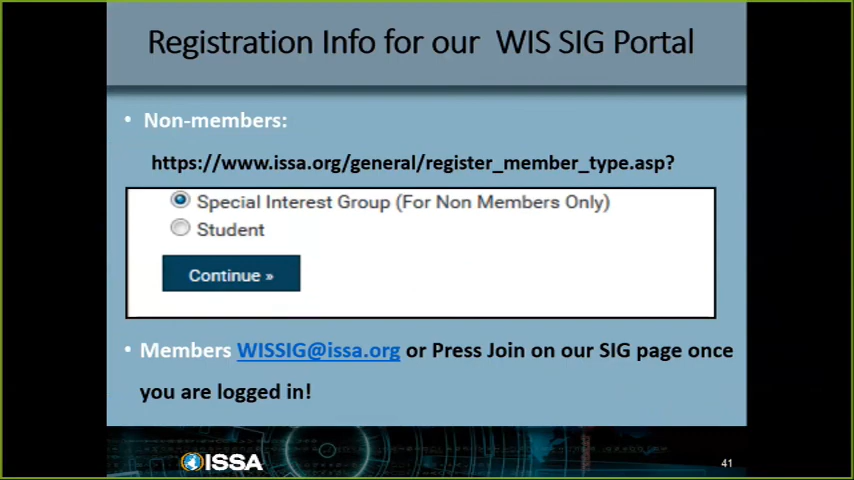 Registration Info for our WIS SIG Portal
• Non-members:
https://www.issa.org/general/register_member_type.asp?
Special Interest Group (For Non Members Only)
Student
Continue »
• Members WISSIG@issa.org or Press Join on our SIG page once
you are logged in!
ISSA
41